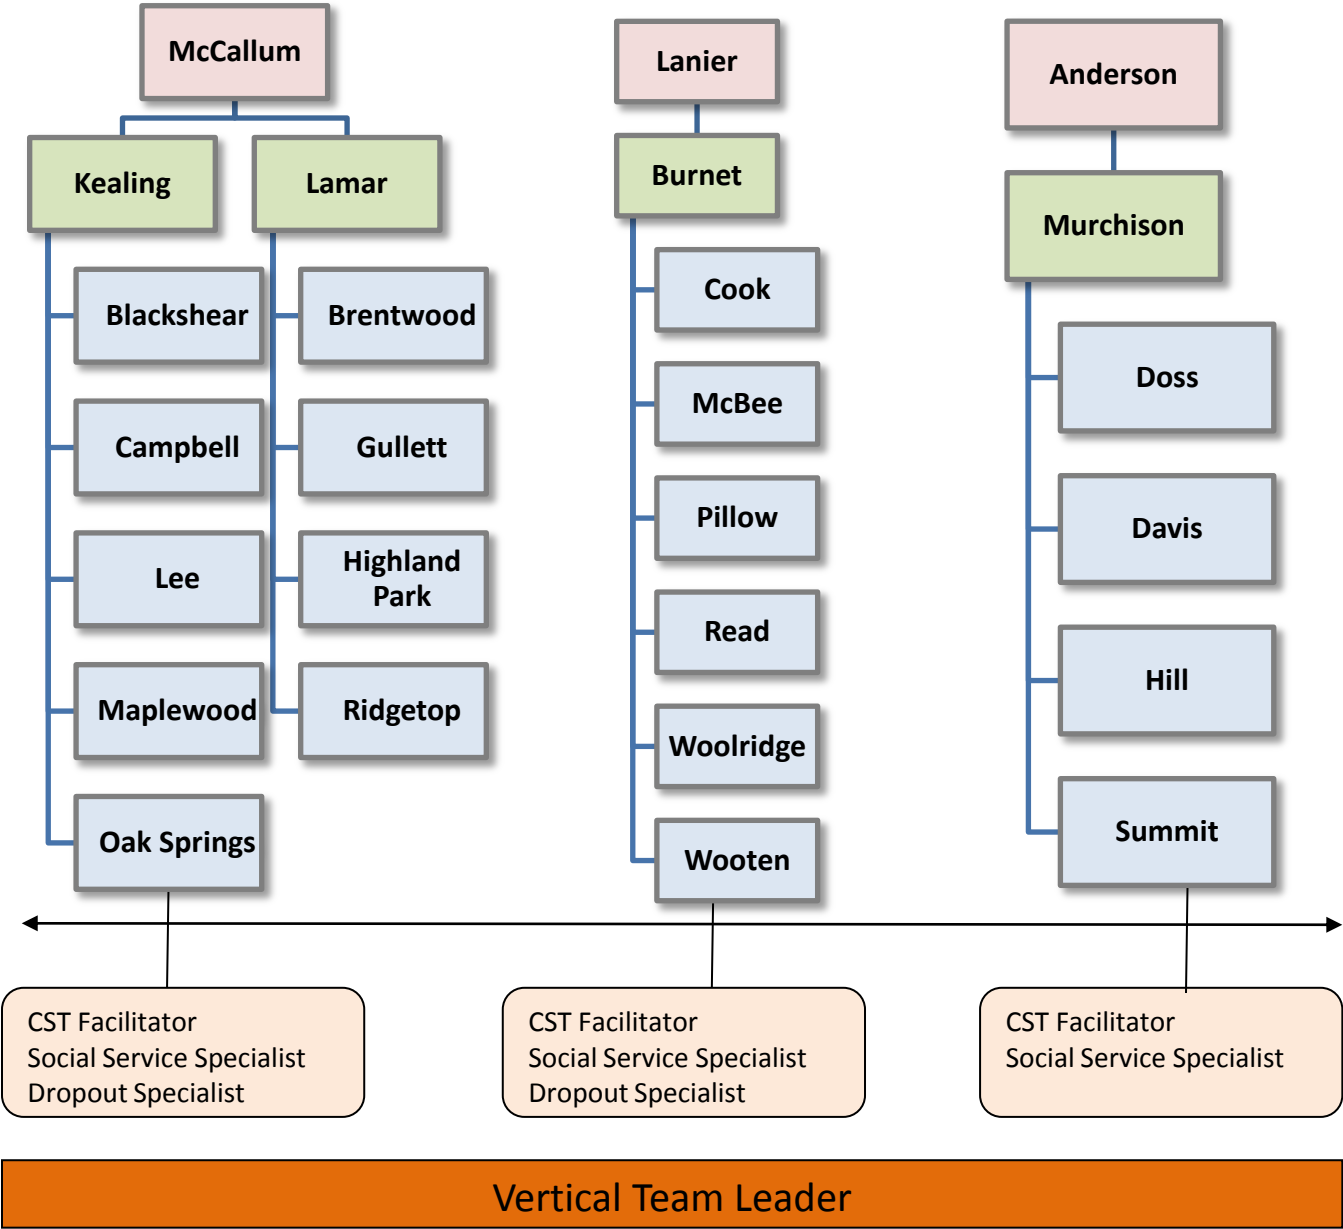 McCallum
Kealing
Lamar
Blackshear
Campbell
Lee
Maplewood
Oak Springs
Brentwood
Gullett
Highland
Park
Ridgetop
Lanier
Burnet
Cook
McBee
Pillow
Read
Woolridge
Wooten
Anderson
Murchison
Doss
Davis
Hill
Summit
CST Facilitator
Social Service Specialist
Dropout Specialist
CST Facilitator
Social Service Specialist
Dropout Specialist
CST Facilitator
Social Service Specialist
Vertical Team Leader